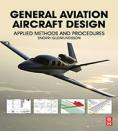 GENERAL AVIATION
AIRCRAFT DESIGN
APPLIED METHODS AND PROCEDURES
SNORRI GUDMUNDSSON